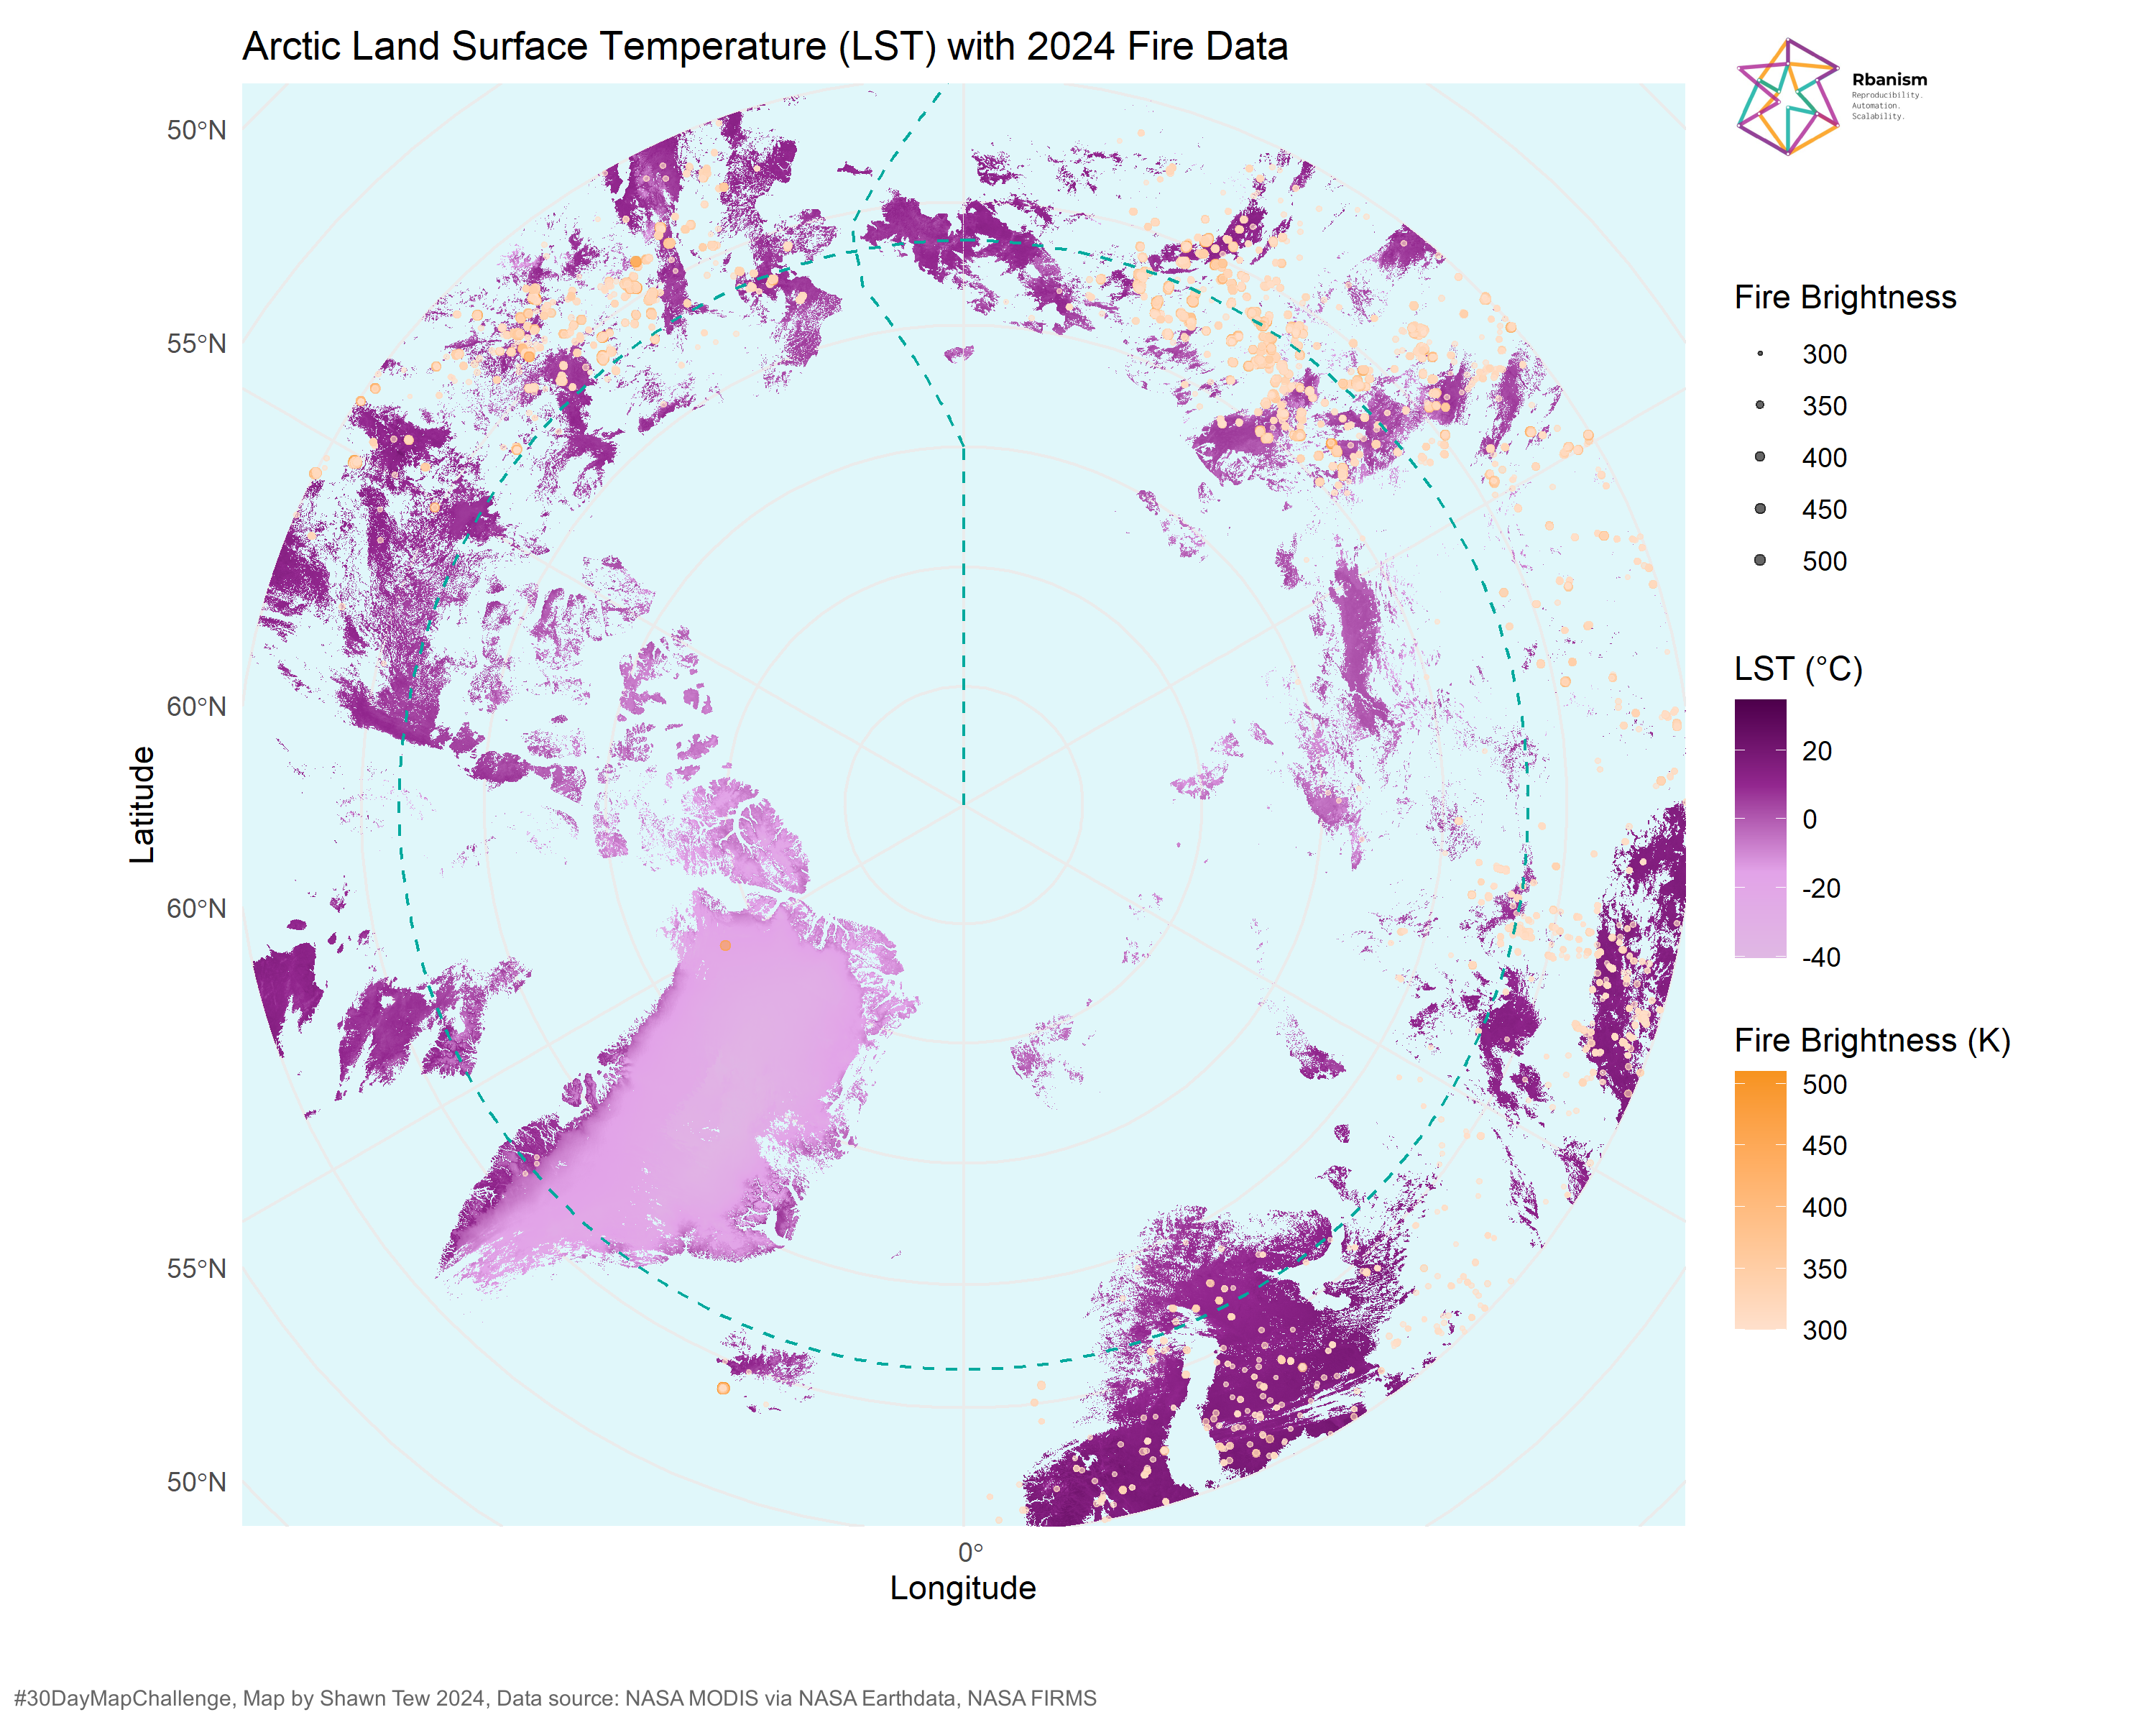 Arctic Land Surface Temperature (LST) with 2024 Fire Data
Rbanism
Reproducibility.
Automation.
Scalability.
50°N
55°N
60°N
60°N
55°N
50°N
Latitude
0°
Longitude
Fire Brightness
300
350
400
450
500
LST (°C)
20
0
-20
-40
Fire Brightness (K)
500
450
400
350
300
#30DayMapChallenge, Map by Shawn Tew 2024, Data source: NASA MODIS via NASA Earthdata, NASA FIRMS